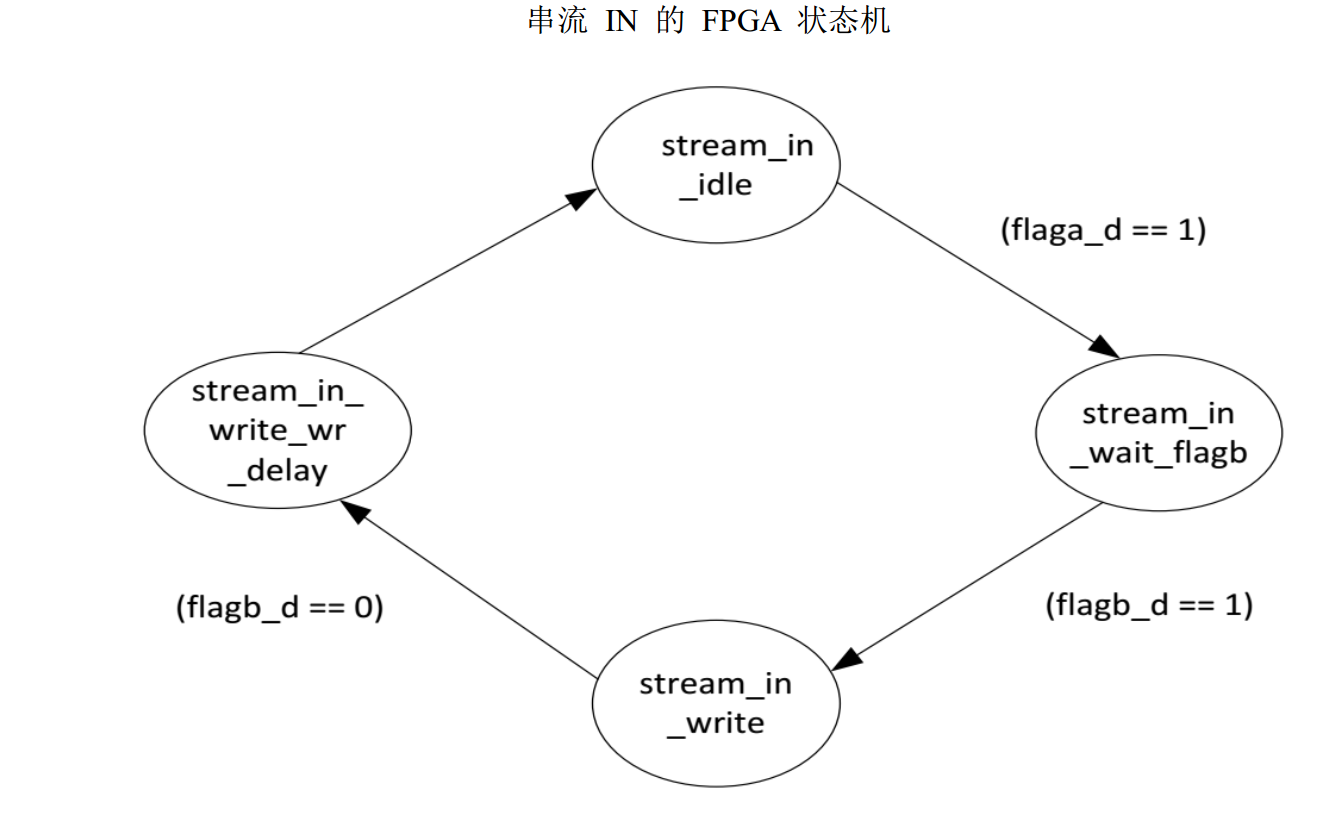 串流 IN 的 FPGA 状态机
stream_in
_idle
(flaga_d == 1)
stream_in_
write_wr
_delay
stream_in
_wait_flagb
(flagb_d == 0)
(flagb_d == 1)
stream_in
_write